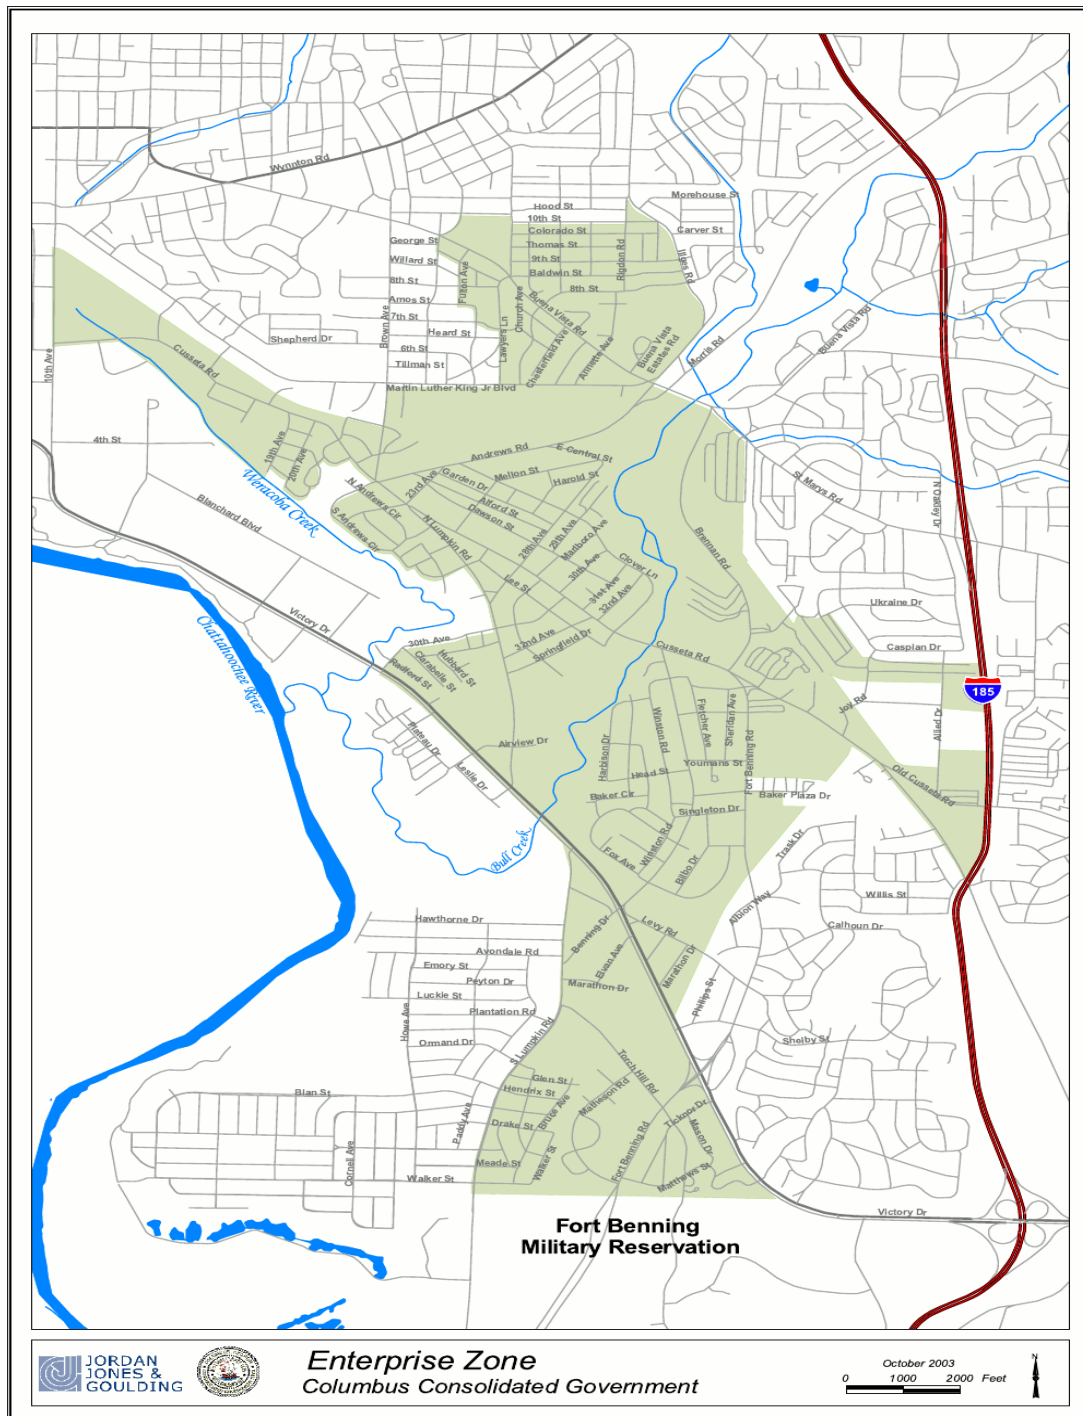 Wynnton Rd
Morehouse St
Hood St
10th St
Colorado St
Carver St
George St
Thomas St
Rigdon Rd
Illges Rd
Willard St
9th St
Fulton Ave
Baldwin St
8th St
8th St
Amos St
Church Ave
Buena Vista Rd
7th St
Brown Ave
Heard St
Lawyers Ln
Shepherd Dr
6th St
Chesterfield Ave
Annette Ave
Buena Vista
Estates Rd
Morris Rd
Buena Vista Rd
Tillman St
Cusseta Rd
10th Ave
Martin Luther King Jr Blvd
4th St
19th Ave
20th Ave
Andrews Rd
E Central St
Mellon St
Harold St
Garden Dr
23rd Ave
N Andrews Cir
S Andrews Cir
Alford St
Dawson St
N Lumpkin Rd
St Marys Rd
N Oakley Dr
Weracoba Creek
Blanchard Blvd
28th Ave
29th Ave
Marlboro Ave
30th Ave
31st Ave
32nd Ave
Clover Ln
Brennan Rd
Lee St
Ukraine Dr
Victory Dr
Chattahoochee River
30th Ave
32nd Ave
Springfield Dr
Cusseta Rd
Caspian Dr
Hubbard St
Clarabelle St
Radford St
185
Joy Rd
Allied Dr
Plateau Dr
Leslie Dr
Airview Dr
Harbison Dr
Winston Rd
Fletcher Ave
Sheridan Ave
Fort Benning Rd
Youmans St
Head St
Baker Cir
Baker Plaza Dr
Old Cusseta Rd
Singleton Dr
Bull Creek
Fox Ave
Winston Rd
Bilbo Dr
Trask Dr
Willis St
Albion Way
Calhoun Dr
Hawthorne Dr
Benning Dr
Levy Rd
Avondale Rd
Elvan Ave
Marathon Dr
Emory St
Peyton Dr
Marathon Dr
Phillips St
Luckie St
Plantation Rd
Howe Ave
Ormand Dr
S Lumpkin Rd
Shelby St
Torch Hill Rd
Glen St
Hendrix St
Blan St
Bruce Ave
Matheson Rd
Ticknor Dr
Paddy Ave
Drake St
Mason Dr
Cornell Ave
Meade St
Walker St
Fort Benning Rd
Matthews St
Walker St
Victory Dr
Fort Benning
Military Reservation
JORDAN
JONES &
GOULDING
Enterprise Zone
Columbus Consolidated Government
October 2003
0 1000 2000 Feet
N